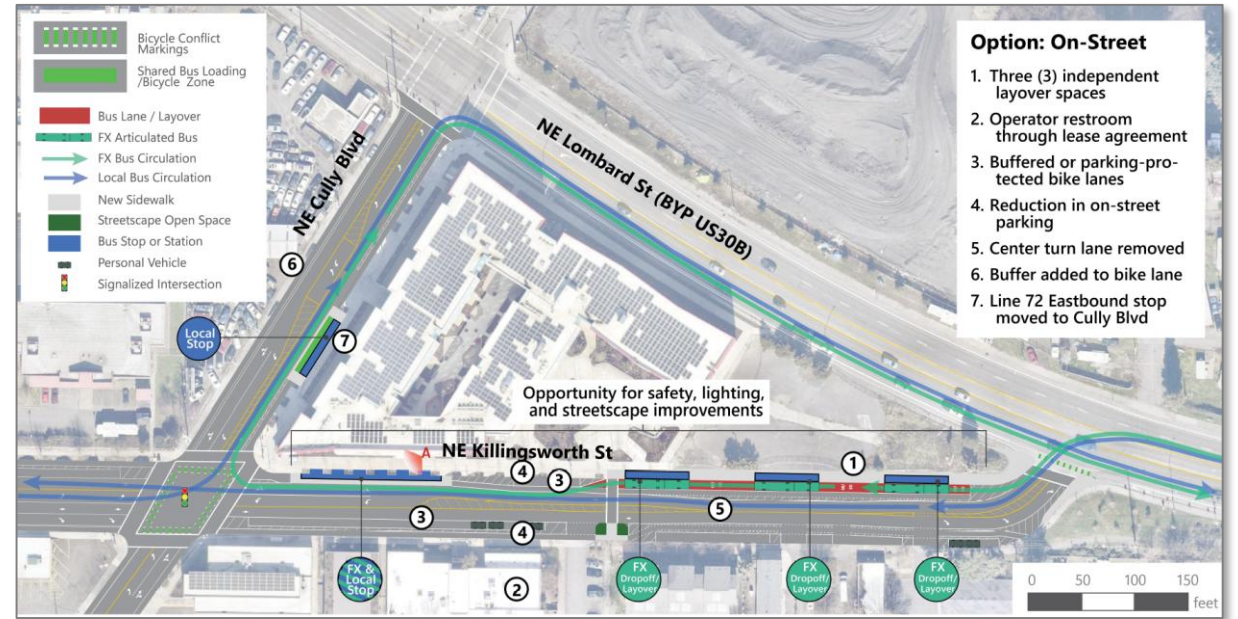 Bicycle Conflict
Markings
Shared Bus Loading
/Bicycle Zone
Bus Lane / Layover
FX Articulated Bus
FX Bus Circulation
Local Bus Circulation
New Sidewalk
Streetscape Open Space
Bus Stop or Station
Personal Vehicle
Signalized Intersection
Option: On-Street
1. Three (3) independent
layover spaces
2. Operator restroom
through lease agreement
3. Buffered or parking-pro-
tected bike lanes
4. Reduction in on-street
parking
5. Center turn lane removed
6. Buffer added to bike lane
7. Line 72 Eastbound stop
moved to Cully Blvd
NE Cully Blvd
NE Lombard St (BYP US30B)
6
Local
Stop
7
Opportunity for safety, lighting,
and streetscape improvements
A
NE Killingsworth St
4
3
1
3
5
4
2
FX &
Local
Stop
FX
Dropoff/
Layover
FX
Dropoff/
Layover
FX
Dropoff/
Layover
0 50 100 150
feet